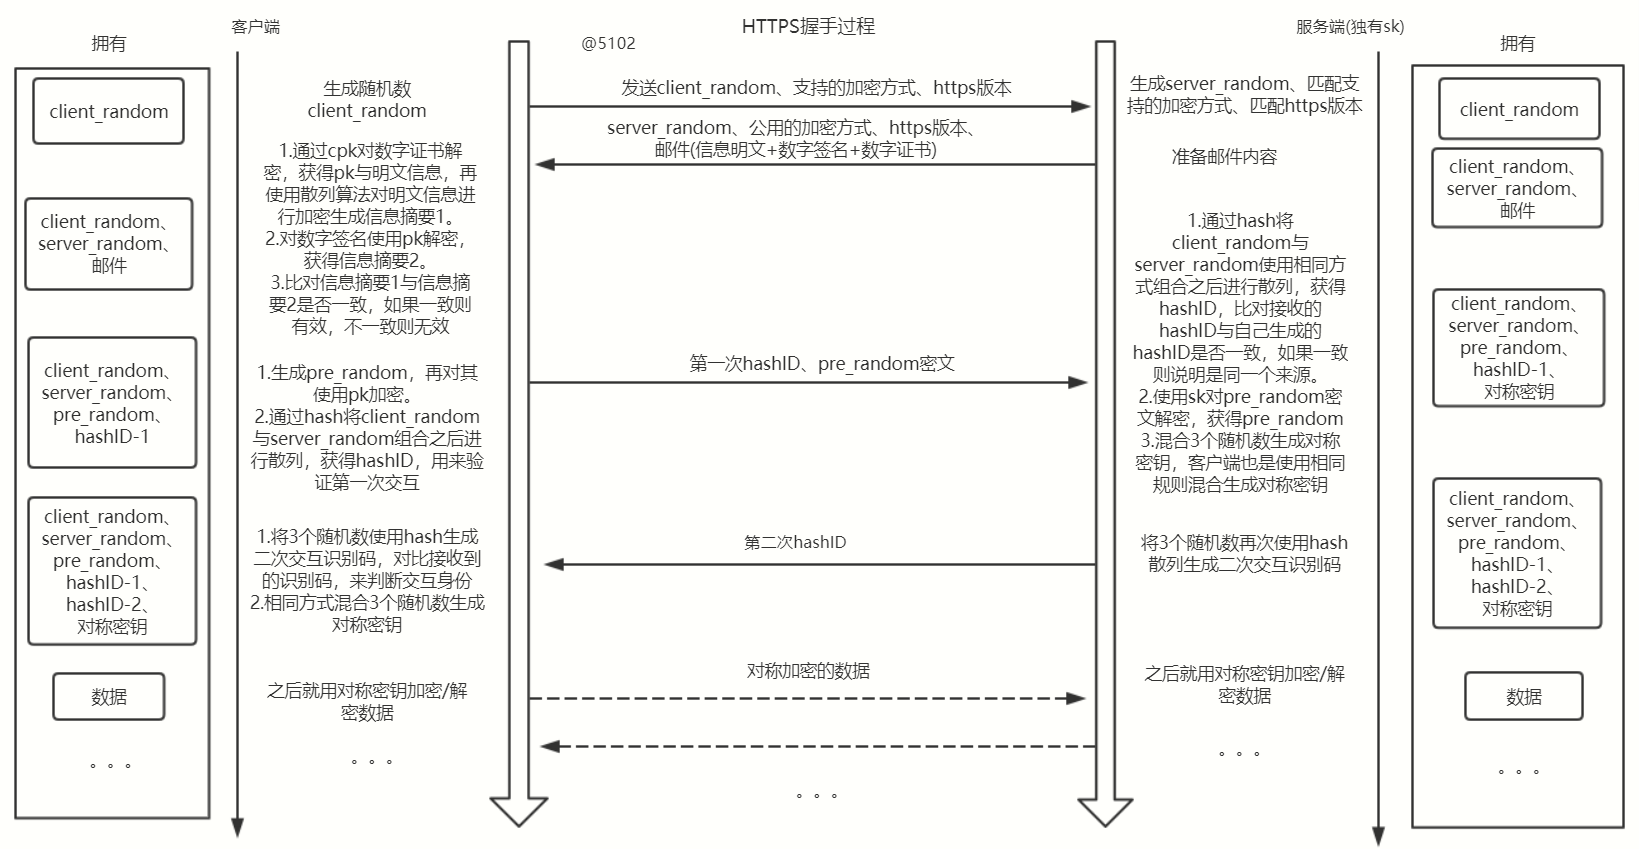 HTTPS握手过程
@5102
客户端
服务端(独有sk)
拥有
client_random
client_random、
server_random、
邮件
client_random、
server_random、
pre_random、
hashID-1
client_random、
server_random、
pre_random、
hashID-1、
hashID-2、
对称密钥
数据
。。。
生成随机数
client_random
1.通过cpk对数字证书解
密，获得pk与明文信息，再
使用散列算法对明文信息进
行加密生成信息摘要1。
2.对数字签名使用pk解密，
获得信息摘要2。
3.比对信息摘要1与信息摘
要2是否一致，如果一致则
有效，不一致则无效
1.生成pre_random，再对其
使用pk加密。
2.通过hash将client_random
与server_random组合之后进
行散列，获得hashID，用来验
证第一次交互
1.将3个随机数使用hash生成
二次交互识别码，对比接收到
的识别码，来判断交互身份
2.相同方式混合3个随机数生成
对称密钥
之后就用对称密钥加密/解
密数据
。。。
发送client_random、支持的加密方式、https版本
server_random、公用的加密方式、https版本、
邮件(信息明文+数字签名+数字证书)
第一次hashID、pre_random密文
第二次hashID
对称加密的数据
。。。
生成server_random、匹配支
持的加密方式、匹配https版本
准备邮件内容
1.通过hash将
client_random与
server_random使用相同方
式组合之后进行散列，获得
hashID，比对接收的
hashID与自己生成的
hashID是否一致，如果一致
则说明是同一个来源。
2.使用sk对pre_random密
文解密，获得pre_random
3.混合3个随机数生成对称
密钥，客户端也是使用相同
规则混合生成对称密钥
将3个随机数再次使用hash
散列生成二次交互识别码
之后就用对称密钥加密/解
密数据
。。。
拥有
client_random
client_random、
server_random、
邮件
client_random、
server_random、
pre_random、
hashID-1、
对称密钥
client_random、
server_random、
pre_random、
hashID-1、
hashID-2、
对称密钥
数据
。。。